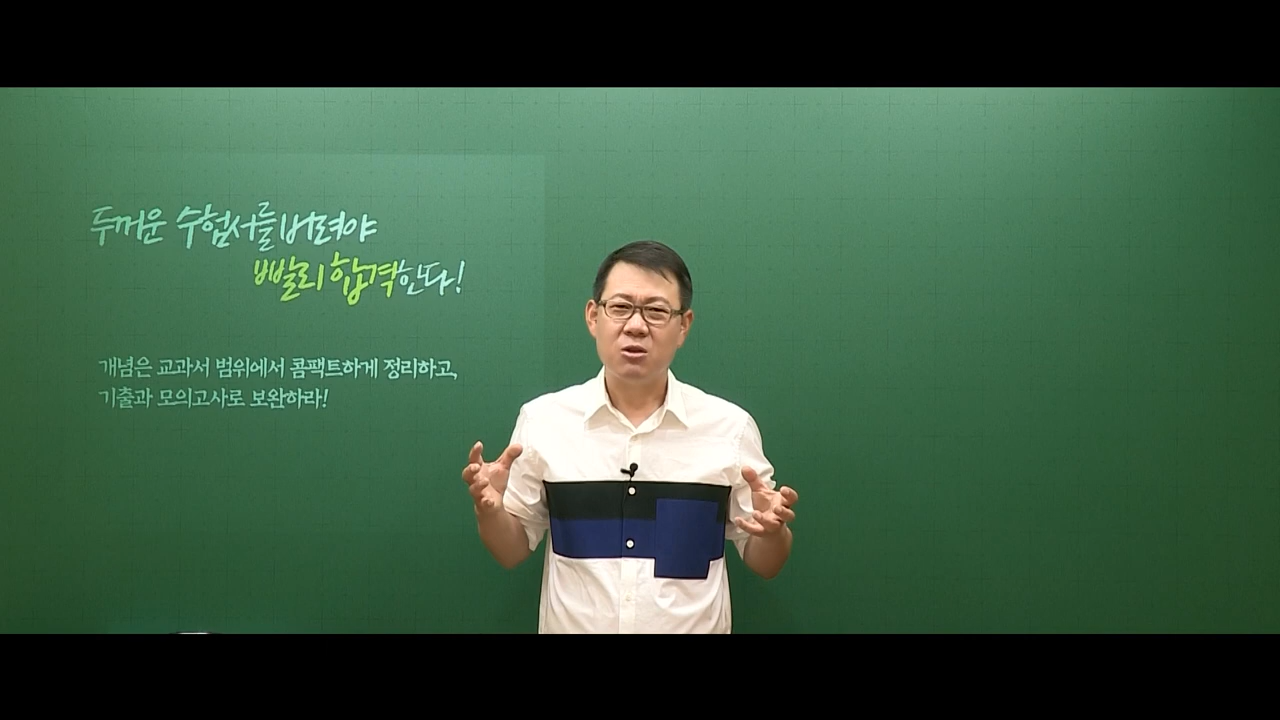 두꺼운 수험서를 버려야
빨리 합격한다!
개념은 교과서 범위에서 콤팩트하게 정리하고,
기출과 모의고사로 보완하라!